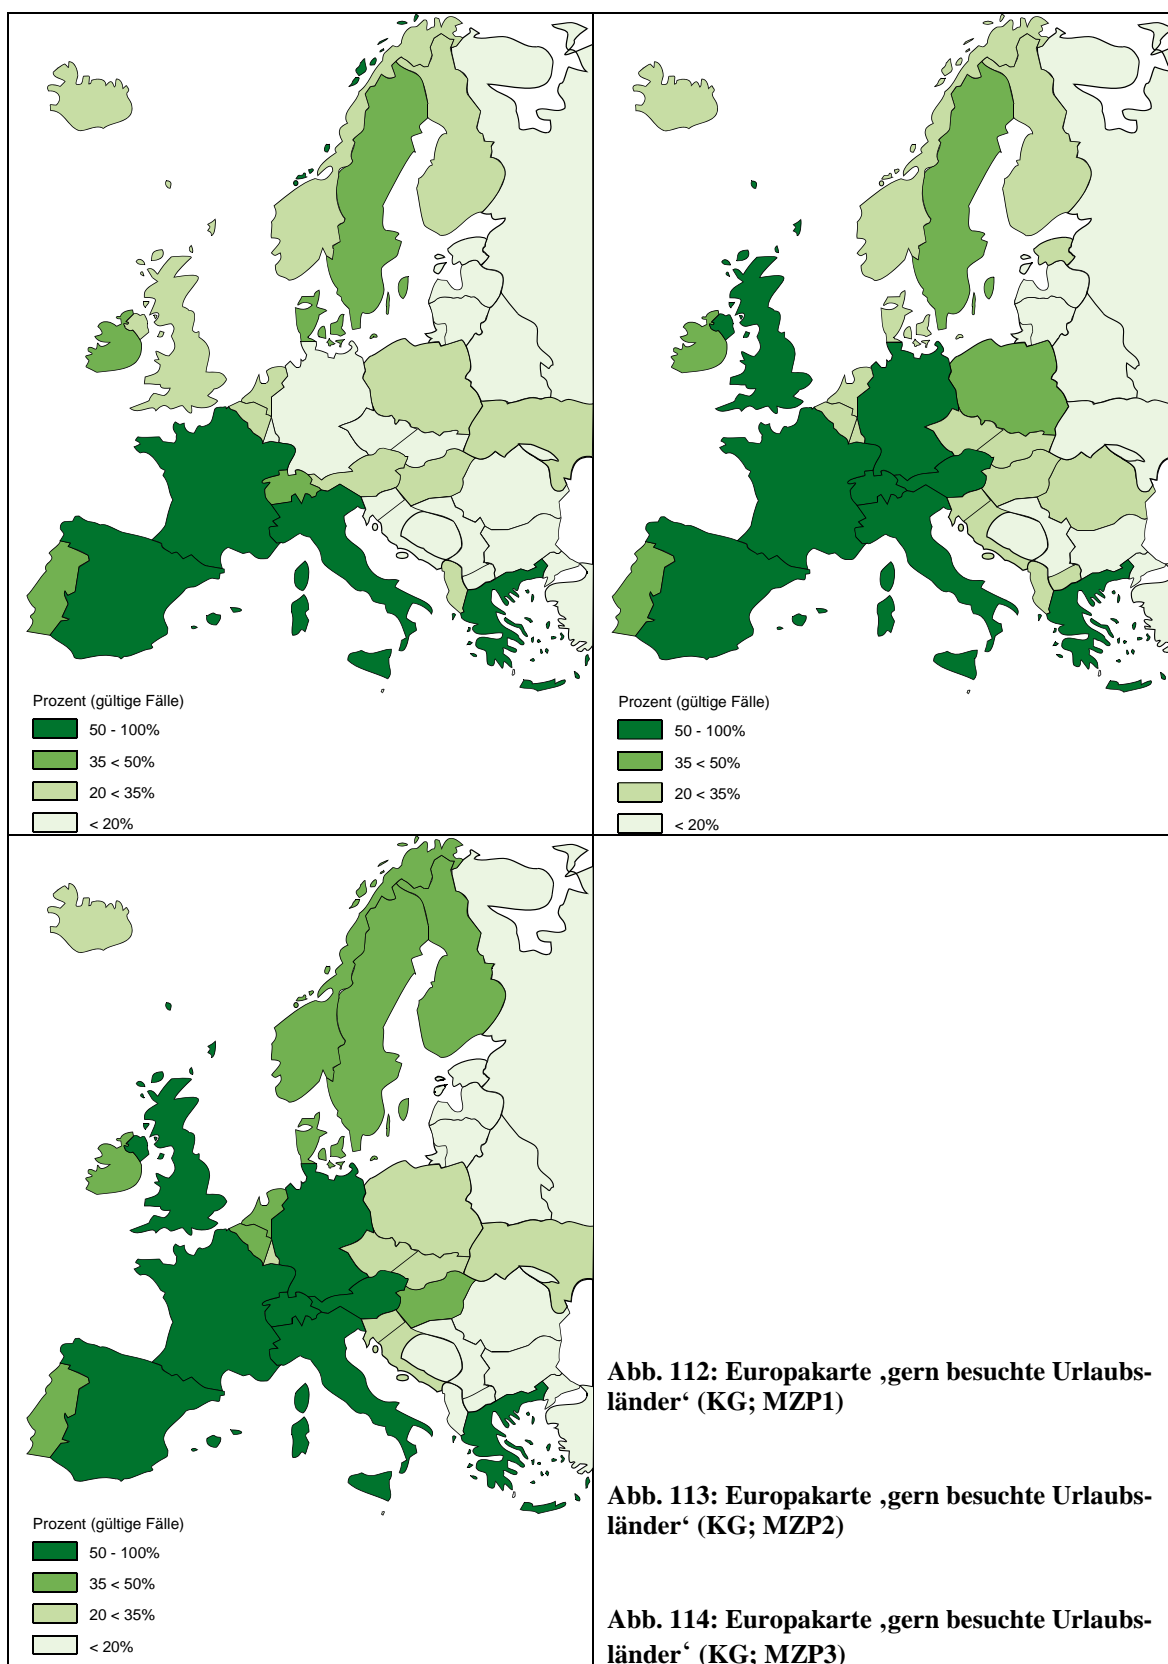 Prozent (gültige Fälle)
50 - 100%
35 < 50%
20 < 35%
< 20%
Prozent (gültige Fälle)
50 - 100%
35 < 50%
20 < 35%
< 20%
Prozent (gültige Fälle)
50 - 100%
35 < 50%
20 < 35%
< 20%
Abb. 112: Europakarte ‚gern besuchte Urlaubs-
länder‘ (KG; MZP1)
Abb. 113: Europakarte ‚gern besuchte Urlaubs-
länder‘ (KG; MZP2)
Abb. 114: Europakarte ‚gern besuchte Urlaubs-
länder‘ (KG; MZP3)